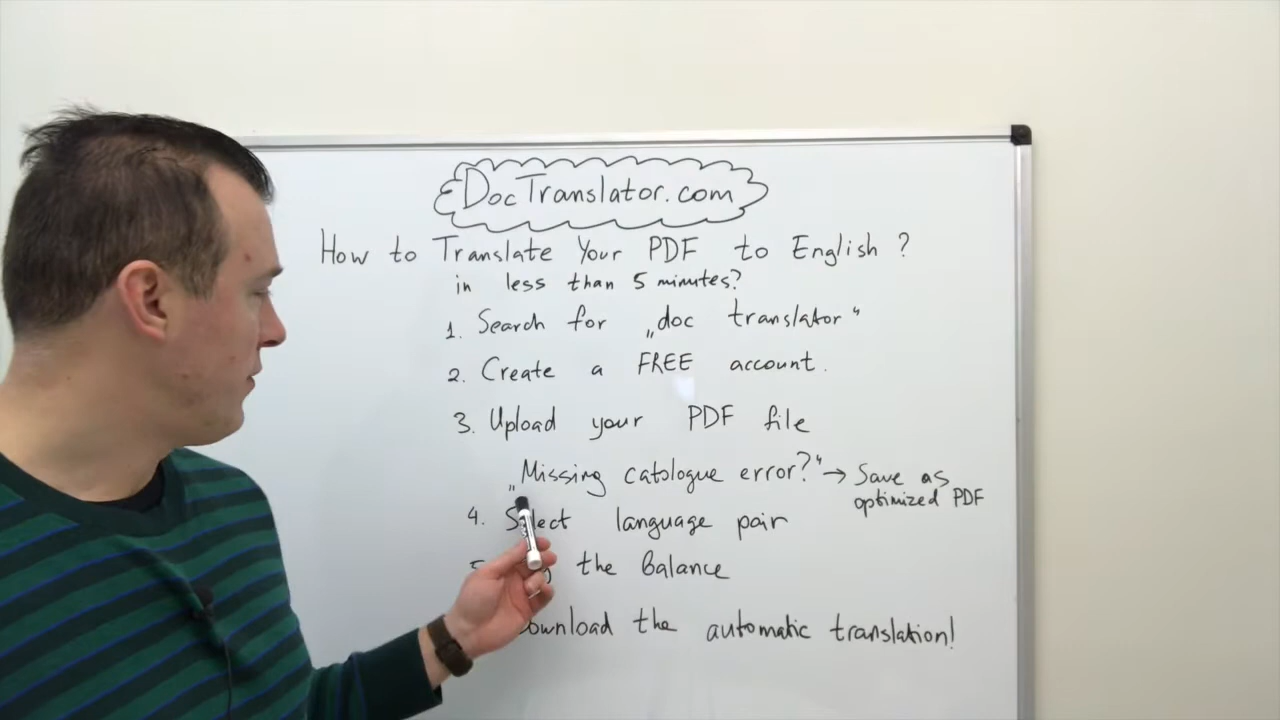 DocTranslator.com
How to Translate Your PDF to English ?
in less than 5 minutes?
1. Search for „doc translator"
2. Create a FREE account.
3. Upload your PDF file
„Missing catologue error?" → Save as
optimized PDF
4. Select language pair
the Balance
the automatic translation!